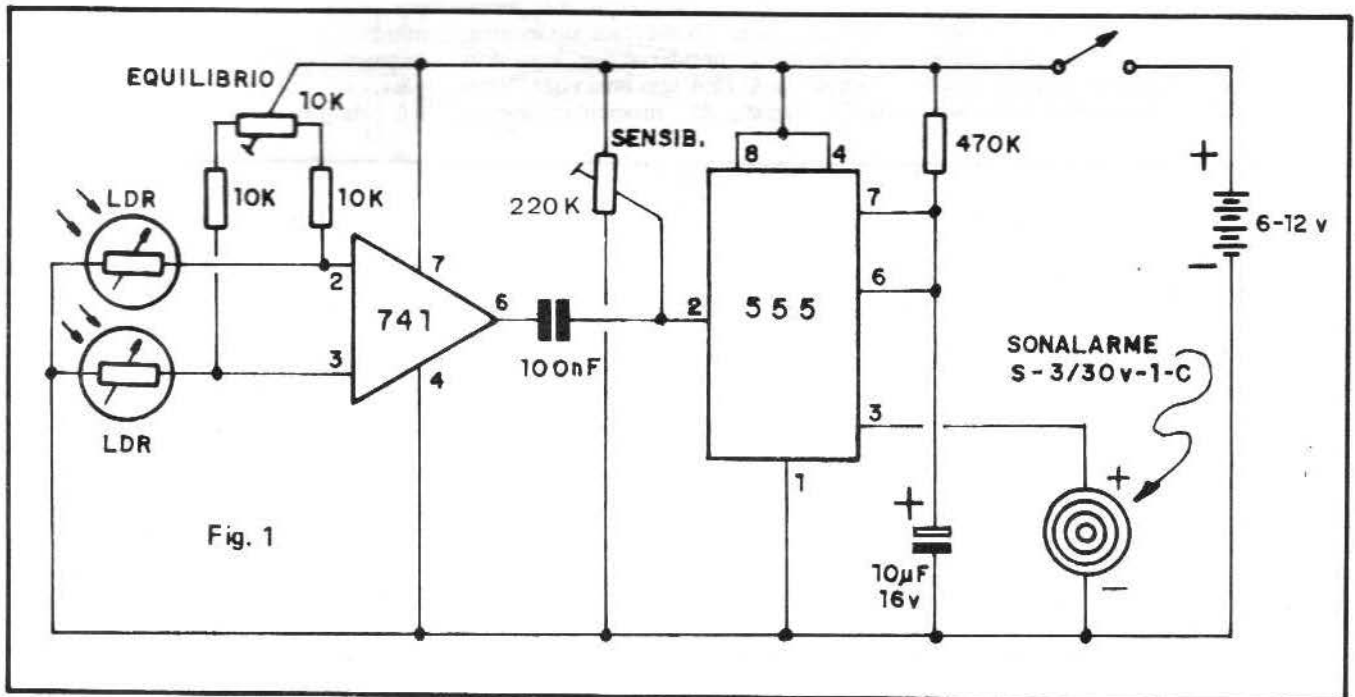 EQUILIBRIO
10K
SENSIB.
8
4
470K
+
LDR
10K
10K
220K
7
6-12 v
−
2
7
741
6
2
555
6
3
4
100nF
SONALARME
S-3/30v-1-C
3
LDR
1
+
+
Fig. 1
10µF
16v
−